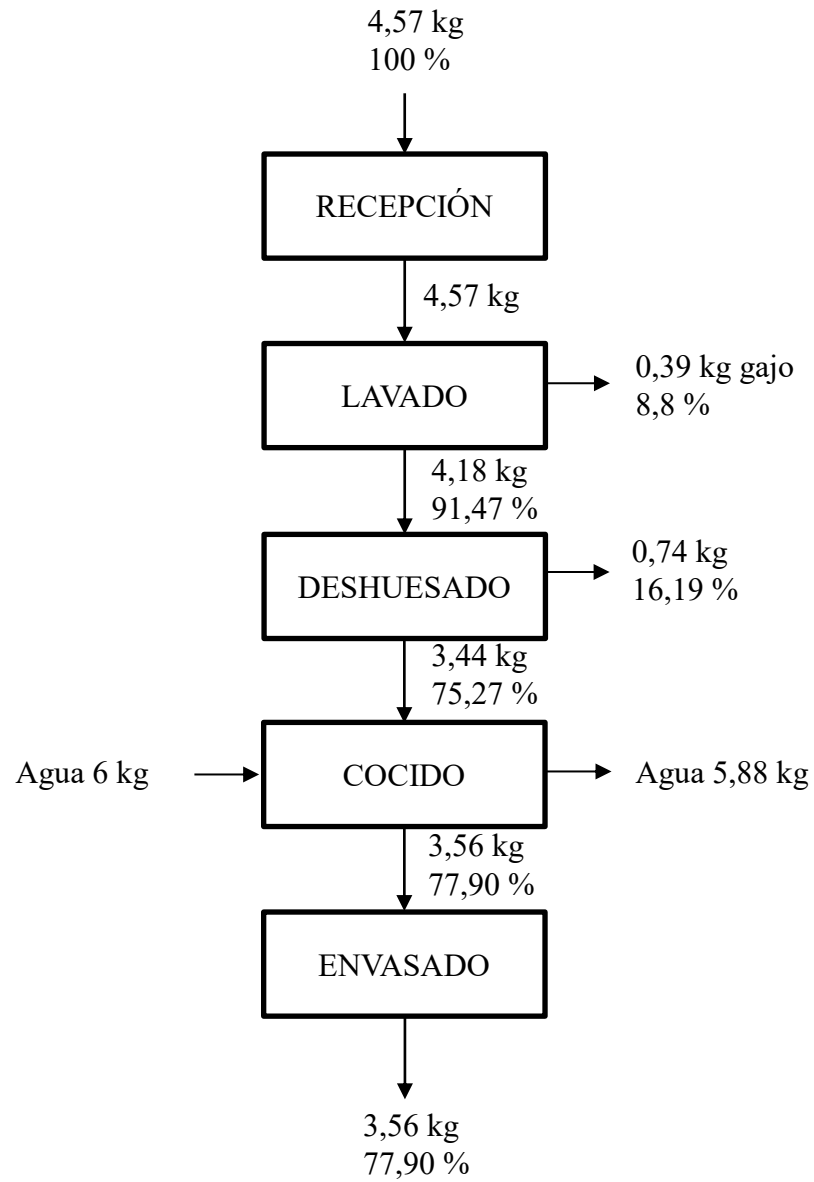 4,57 kg
100 %
RECEPCIÓN
4,57 kg
LAVADO
0,39 kg gajo
8,8 %
4,18 kg
91,47 %
DESHUESADO
0,74 kg
16,19 %
3,44 kg
75,27 %
Agua 6 kg
COCIDO
Agua 5,88 kg
3,56 kg
77,90 %
ENVASADO
3,56 kg
77,90 %